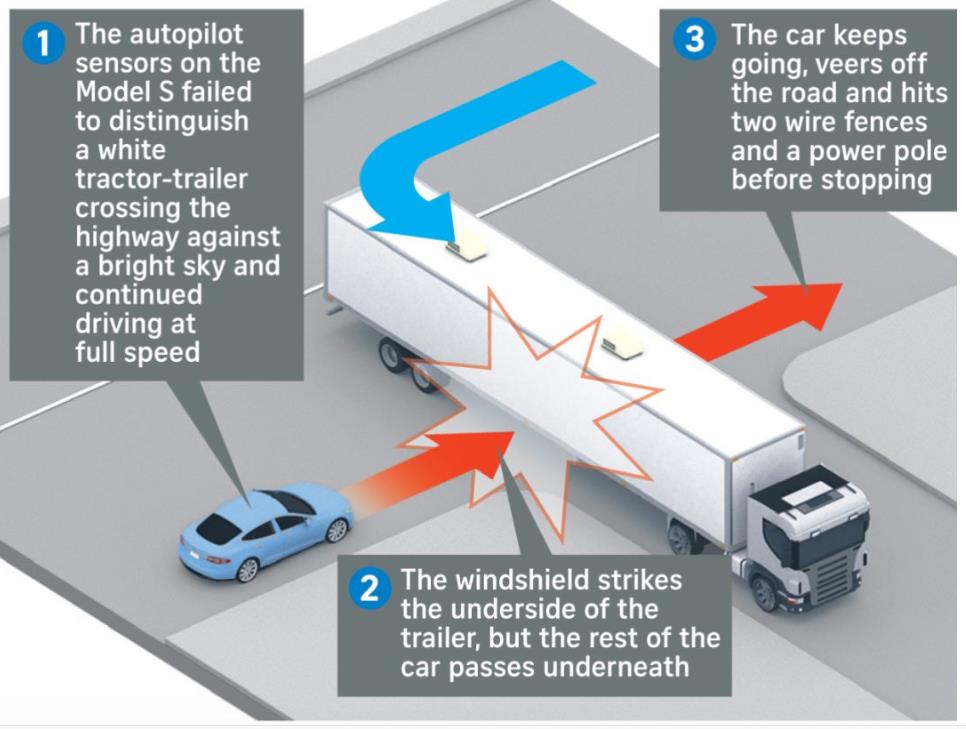 1
The autopilot
sensors on the
Model S failed
to distinguish
a white
tractor-trailer
crossing the
highway against
a bright sky and
continued
driving at
full speed
2
The windshield strikes
the underside of the
trailer, but the rest of the
car passes underneath
3
The car keeps
going, veers off
the road and hits
two wire fences
and a power pole
before stopping